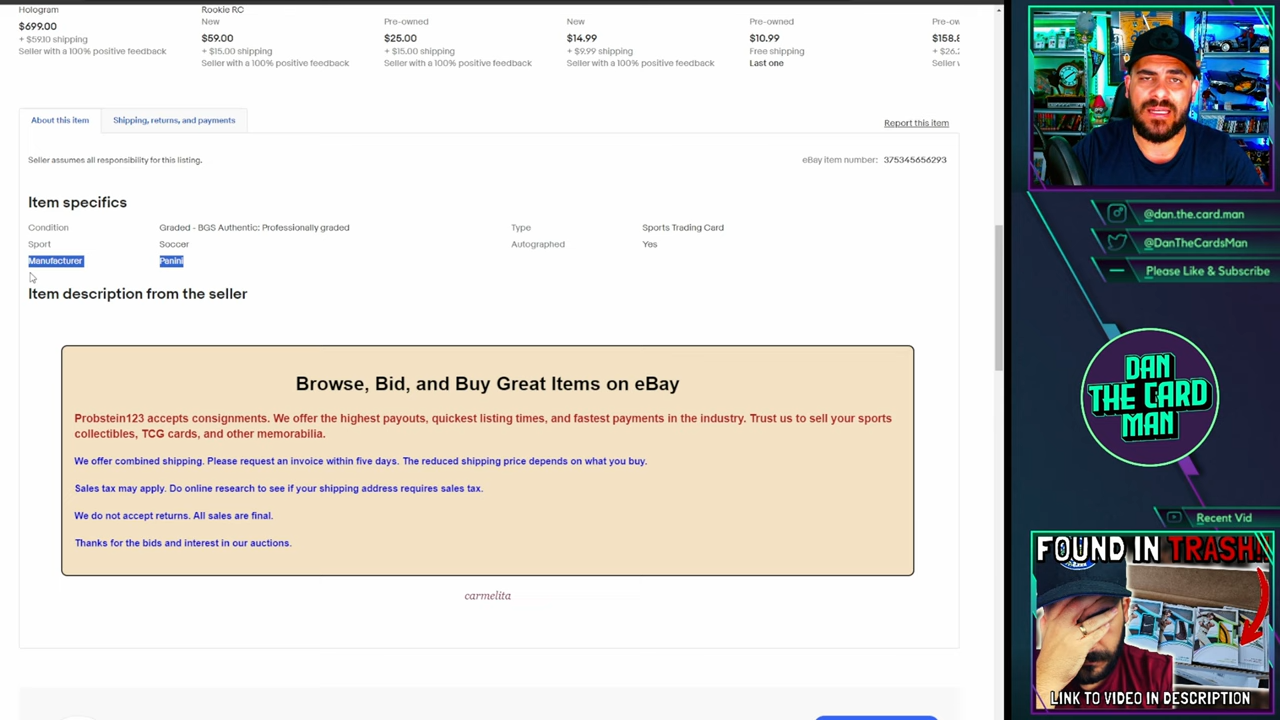 Hologram
$699.00
+ $59.10 shipping
Seller with a 100% positive feedback
Rookie RC
New
$59.00
+ $15.00 shipping
Seller with a 100% positive feedback
Pre-owned
$25.00
+ $15.00 shipping
Seller with a 100% positive feedback
New
$14.99
+ $9.99 shipping
Seller with a 100% positive feedback
Pre-owned
$10.99
Free shipping
Last one
About this item
Shipping, returns, and payments
Report this item
Seller assumes all responsibility for this listing.
eBay item number: 375345656293
Item specifics
Condition Graded - BGS Authentic: Professionally graded Type Sports Trading Card
Sport Soccer Autographed Yes
Manufacturer Panini
Item description from the seller
Browse, Bid, and Buy Great Items on eBay
Probstein123 accepts consignments. We offer the highest payouts, quickest listing times, and fastest payments in the industry. Trust us to sell your sports
collectibles, TCG cards, and other memorabilia.
We offer combined shipping. Please request an invoice within five days. The reduced shipping price depends on what you buy.
Sales tax may apply. Do online research to see if your shipping address requires sales tax.
We do not accept returns. All sales are final.
Thanks for the bids and interest in our auctions.
carmelita
@dan.the.card.man
@DanTheCardsMan
Please Like & Subscribe
DAN
THE CARD
MAN
Recent Vid
FOUND IN TRASH!
LINK TO VIDEO IN DESCRIPTION